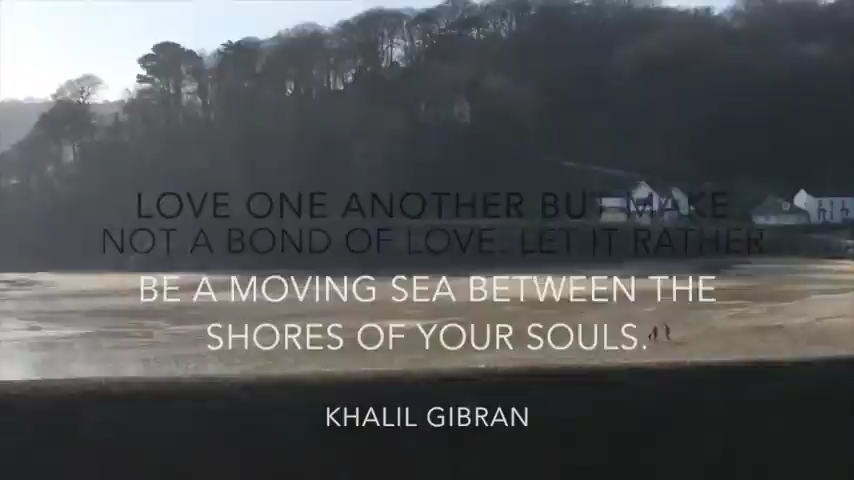 LOVE ONE ANOTHER BUT MAKE
NOT A BOND OF LOVE. LET IT RATHER
BE A MOVING SEA BETWEEN THE
SHORES OF YOUR SOULS.
KHALIL GIBRAN